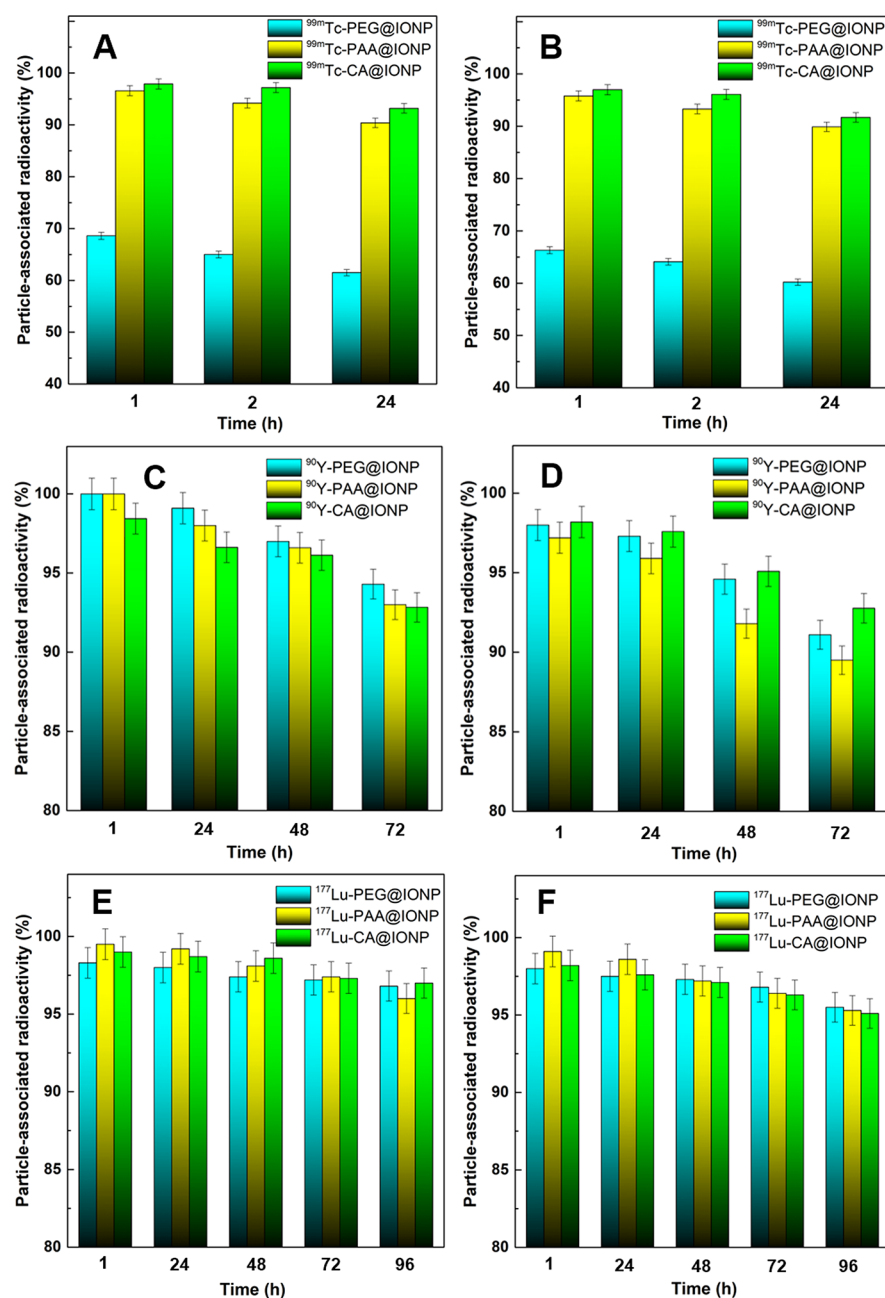 A
⁹⁹ᵐTc-PEG@IONP
⁹⁹ᵐTc-PAA@IONP
⁹⁹ᵐTc-CA@IONP
Particle-associated radioactivity (%)
100
90
80
70
60
50
40
1 2 24
Time (h)
B
⁹⁹ᵐTc-PEG@IONP
⁹⁹ᵐTc-PAA@IONP
⁹⁹ᵐTc-CA@IONP
Particle-associated radioactivity (%)
100
90
80
70
60
50
40
1 2 24
Time (h)
C
⁹⁰Y-PEG@IONP
⁹⁰Y-PAA@IONP
⁹⁰Y-CA@IONP
Particle-associated radioactivity (%)
100
95
90
85
80
1 24 48 72
Time (h)
D
⁹⁰Y-PEG@IONP
⁹⁰Y-PAA@IONP
⁹⁰Y-CA@IONP
Particle-associated radioactivity (%)
100
95
90
85
80
1 24 48 72
Time (h)
E
¹⁷⁷Lu-PEG@IONP
¹⁷⁷Lu-PAA@IONP
¹⁷⁷Lu-CA@IONP
Particle-associated radioactivity (%)
100
95
90
85
80
1 24 48 72 96
Time (h)
F
¹⁷⁷Lu-PEG@IONP
¹⁷⁷Lu-PAA@IONP
¹⁷⁷Lu-CA@IONP
Particle-associated radioactivity (%)
100
95
90
85
80
1 24 48 72 96
Time (h)